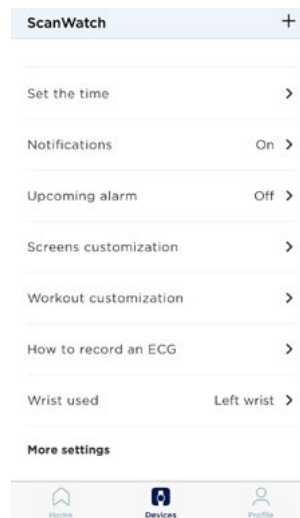 ScanWatch +
Set the time
Notifications On
Upcoming alarm Off
Screens customization
Workout customization
How to record an ECG
Wrist used Left wrist
More settings
Home Devices Profile